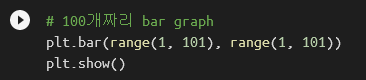 # 100개짜리 bar graph
plt.bar(range(1, 101), range(1, 101))
plt.show()